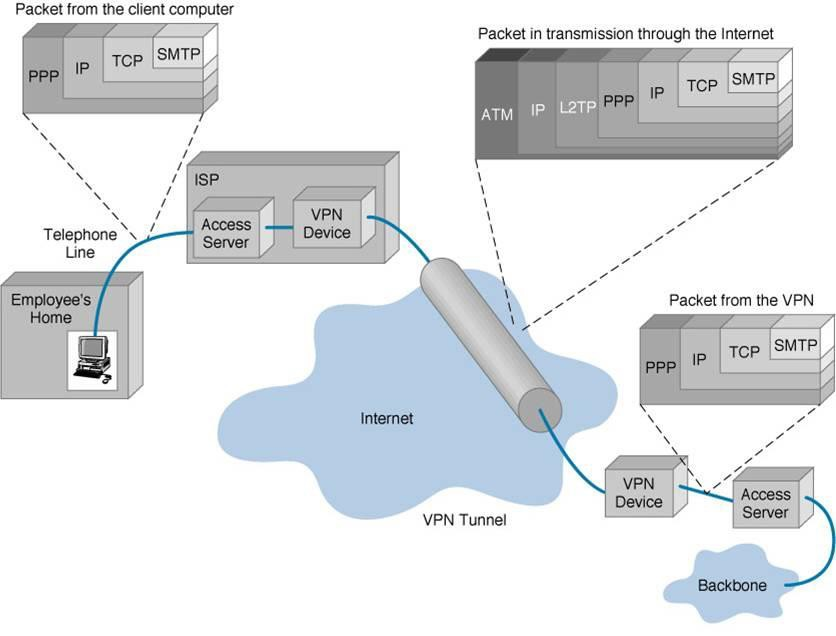 Packet from the client computer
PPP IP TCP SMTP
Packet in transmission through the Internet
ATM IP L2TP PPP IP TCP SMTP
ISP
Access
Server
VPN
Device
Telephone
Line
Employee's
Home
Internet
VPN Tunnel
Packet from the VPN
PPP IP TCP SMTP
VPN
Device
Access
Server
Backbone